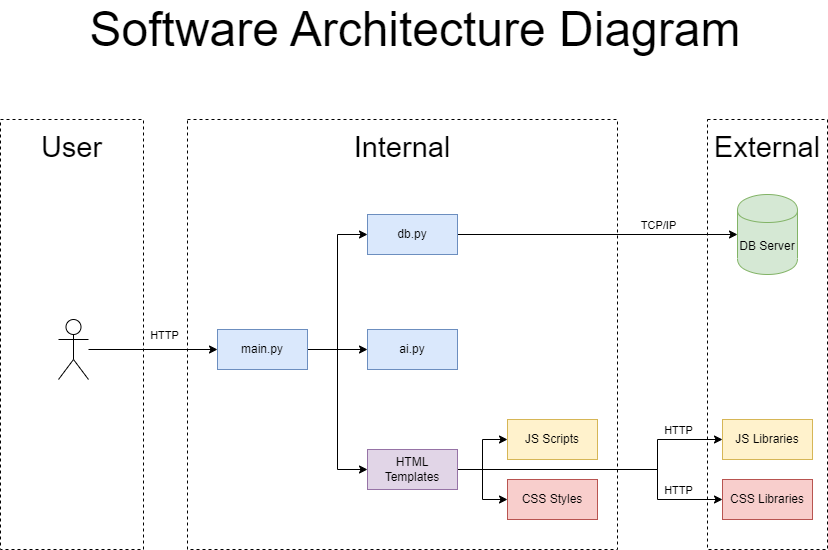 Software Architecture Diagram
User
Internal
External
db.py
TCP/IP
DB Server
HTTP
main.py
ai.py
HTML
Templates
JS Scripts
CSS Styles
HTTP
JS Libraries
HTTP
CSS Libraries